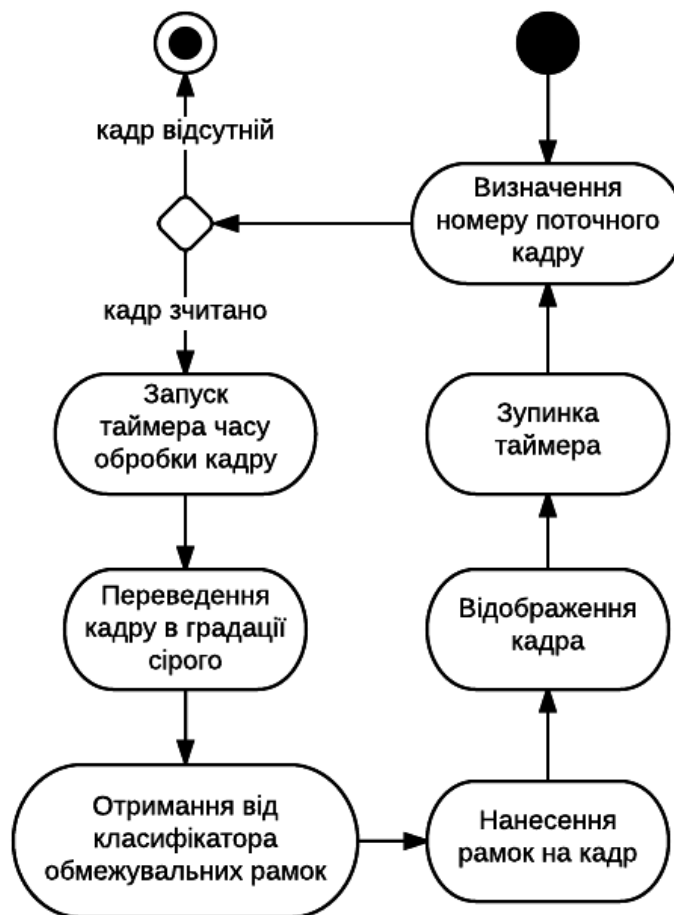 кадр відсутній
Визначення
номеру поточного
кадру
кадр зчитано
Запуск
таймера часу
обробки кадру
Зупинка
таймера
Переведення
кадру в градації
сірого
Відображення
кадра
Отримання від
класифікатора
обмежувальних рамок
Нанесення
рамок на кадр